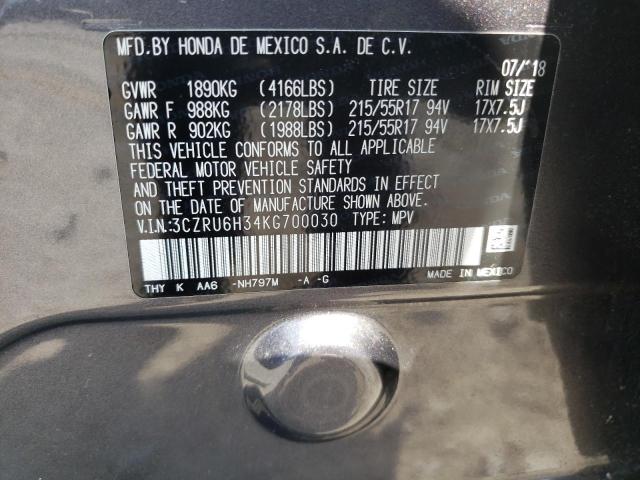 MFD.BY HONDA DE MEXICO S.A. DE C.V.
07/'18
GVWR 1890KG (4166LBS) TIRE SIZE RIM SIZE
GAWR F 988KG (2178LBS) 215/55R17 94V 17X7.5J
GAWR R 902KG (1988LBS) 215/55R17 94V 17X7.5J
THIS VEHICLE CONFORMS TO ALL APPLICABLE
FEDERAL MOTOR VEHICLE SAFETY
AND THEFT PREVENTION STANDARDS IN EFFECT
ON THE DATE OF MANUFACTURE SHOWN ABOVE.
V.I.N:3CZRU6H34KG700030 TYPE: MPV
THY K AA6 -NH797M -A -G MADE IN MEXICO